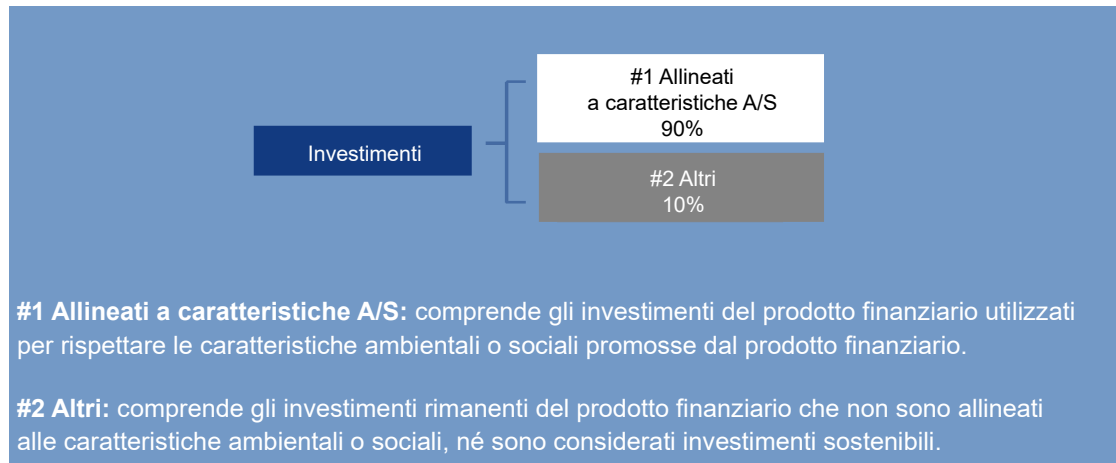 #1 Allineati
a caratteristiche A/S
90%
Investimenti
#2 Altri
10%
#1 Allineati a caratteristiche A/S: comprende gli investimenti del prodotto finanziario utilizzati
per rispettare le caratteristiche ambientali o sociali promosse dal prodotto finanziario.
#2 Altri: comprende gli investimenti rimanenti del prodotto finanziario che non sono allineati
alle caratteristiche ambientali o sociali, né sono considerati investimenti sostenibili.